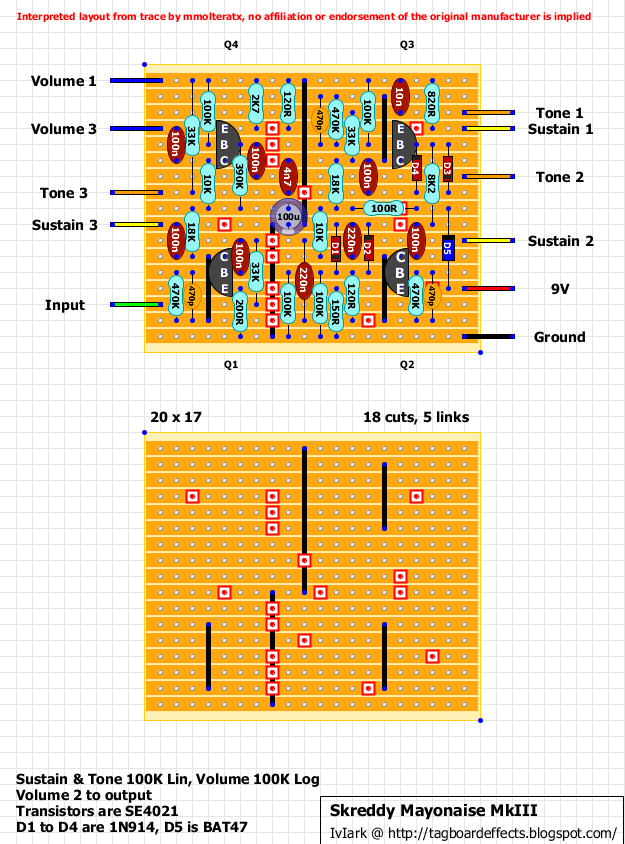 Interpreted layout from trace by mmolteratx, no affiliation or endorsement of the original manufacturer is implied
Q4 Q3
Volume 1
2K7 120R 10n 820R
100K 470p 470K 100K
Tone 1
Volume 3
33K 33K
Sustain 1
100n E B C 100n E B C
10K 390K 4n7 18K 100n D4 8K2 D3
Tone 2
Tone 3
100u 100R
Sustain 3
100n 18K 10K D1 220n D2 100n D5
Sustain 2
C B E 100n 33K 220n C B E
470K 470p 200R 100K 100K 150R 120R 470K 470p
9V
Input
Ground
Q1 Q2
20 x 17 18 cuts, 5 links
Sustain & Tone 100K Lin, Volume 100K Log
Volume 2 to output
Transistors are SE4021
D1 to D4 are 1N914, D5 is BAT47
Skreddy Mayonaise MkIII
IvIark @ http://tagboardeffects.blogspot.com/